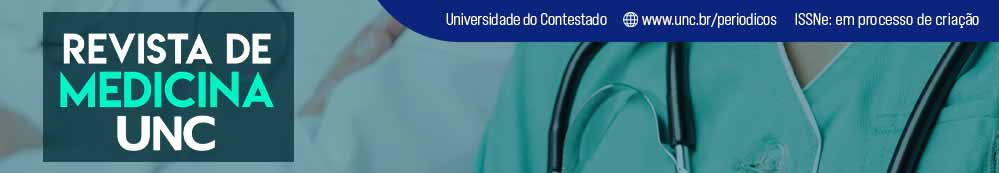 Universidade do Contestado www.unc.br/periodicos ISSNe: em processo de criação
REVISTA DE
MEDICINA
UNC